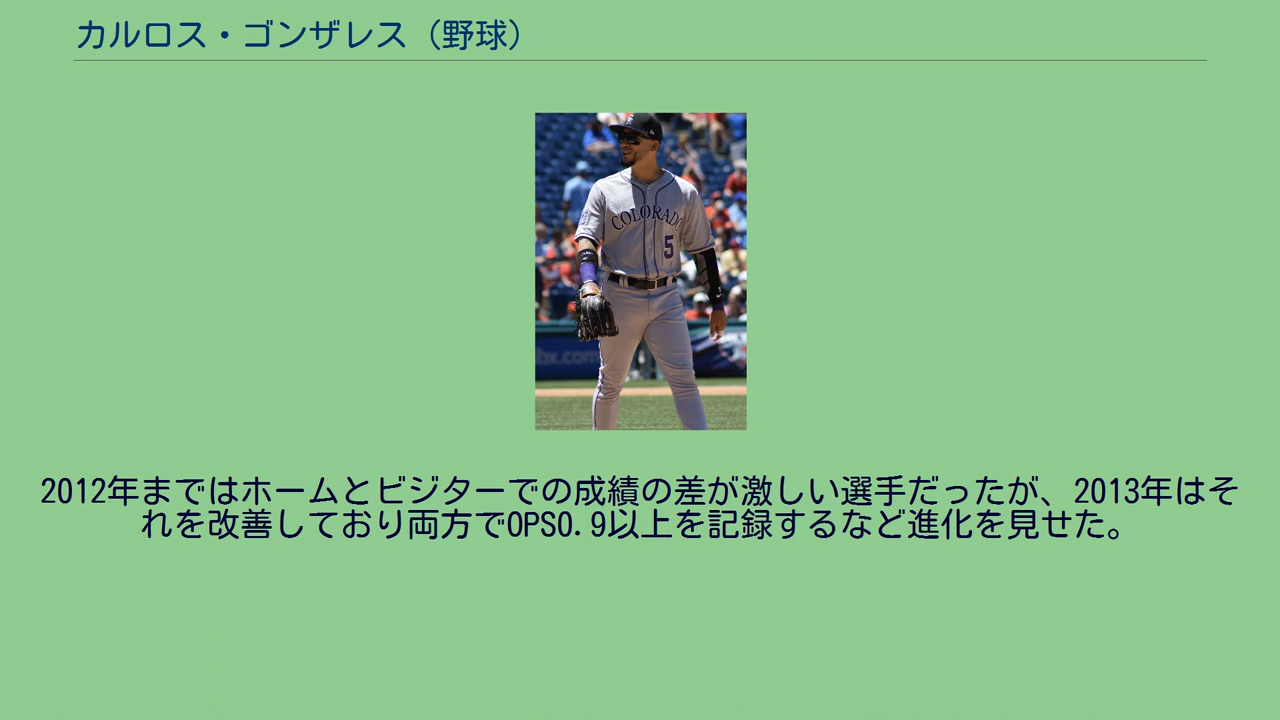 カルロス・ゴンザレス（野球）
COLORADO
5
bx.com
2012年まではホームとビジターでの成績の差が激しい選手だったが、2013年はそ
れを改善しており両方でOPS0.9以上を記録するなど進化を見せた。